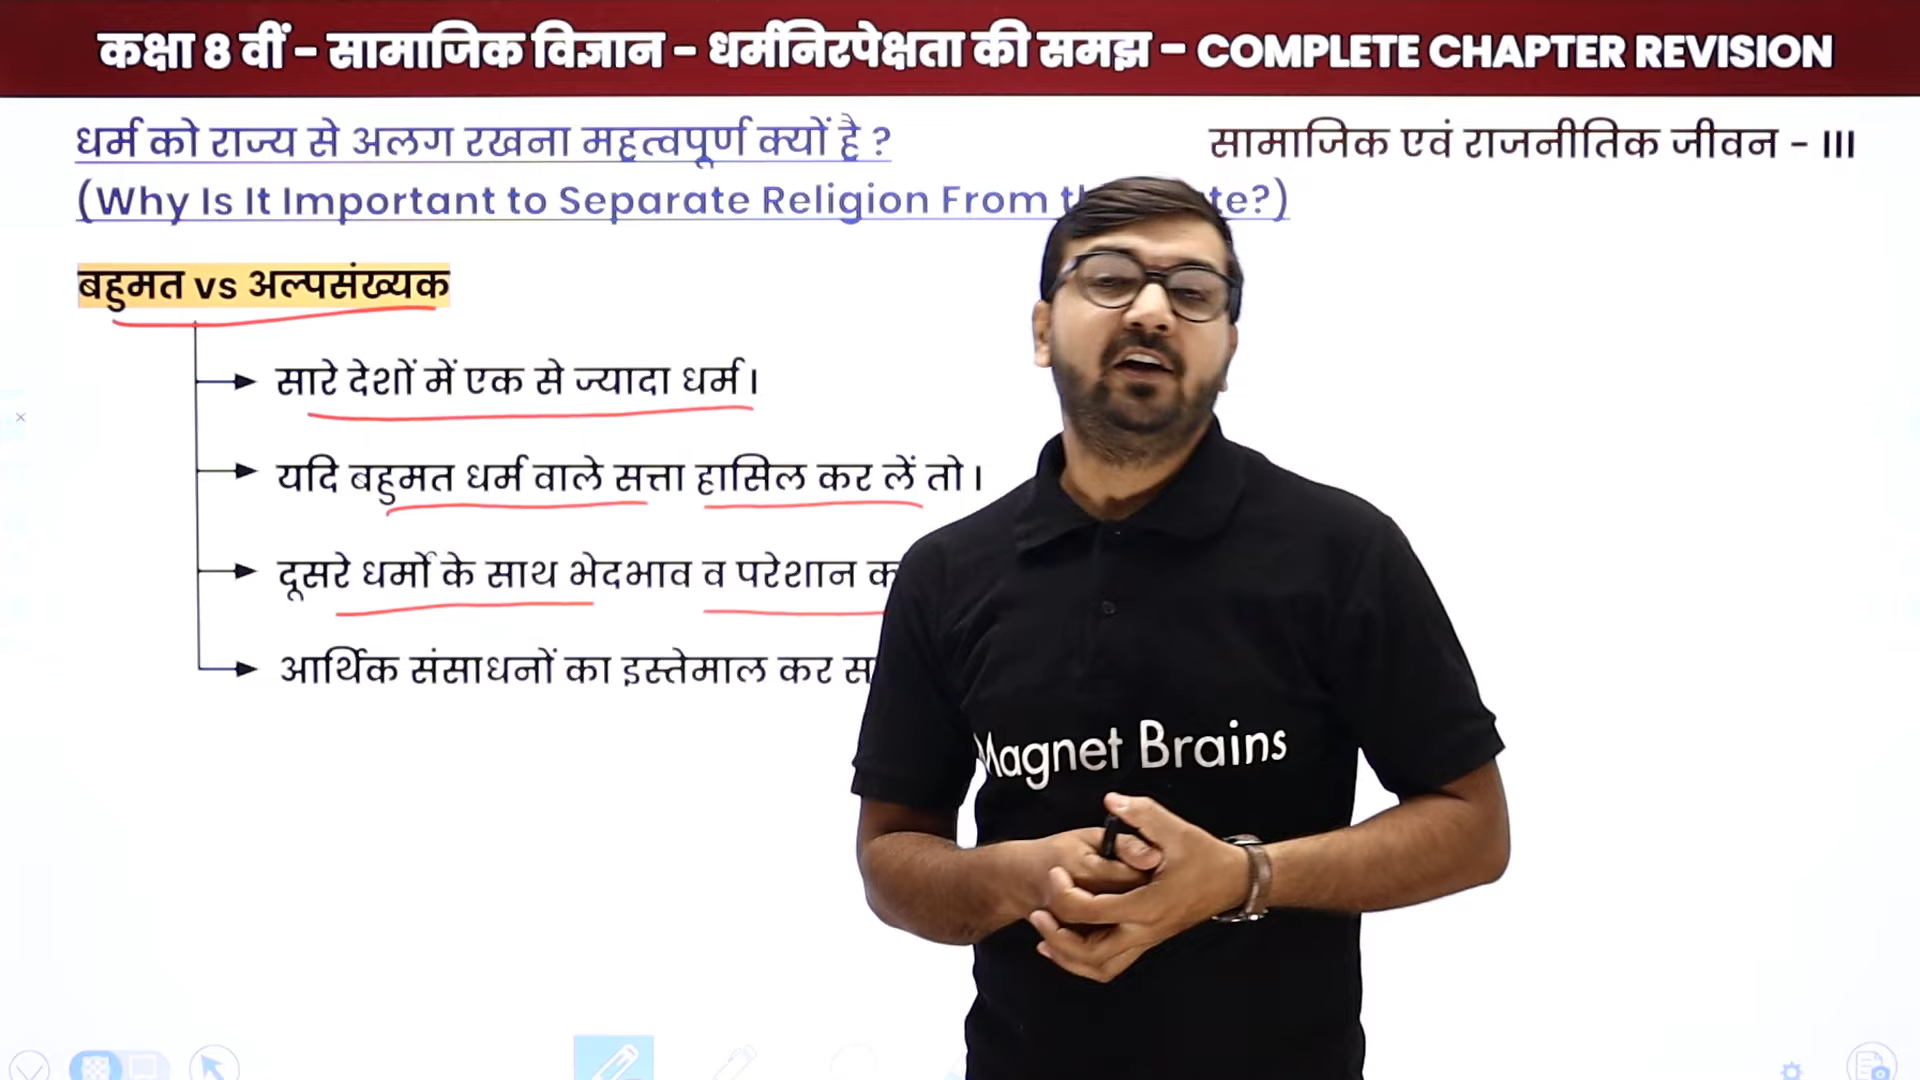 कक्षा 8 वीं - सामाजिक विज्ञान - धर्मनिरपेक्षता की समझ - COMPLETE CHAPTER REVISION
धर्म को राज्य से अलग रखना महत्वपूर्ण क्यों है ?
सामाजिक एवं राजनीतिक जीवन - III
(Why Is It Important to Separate Religion From te?)
बहुमत vs अल्पसंख्यक
सारे देशों में एक से ज्यादा धर्म।
यदि बहुमत धर्म वाले सत्ता हासिल कर लें तो।
दूसरे धर्मों के साथ भेदभाव व परेशान क
आर्थिक संसाधनों का इस्तेमाल कर स
Magnet Brains